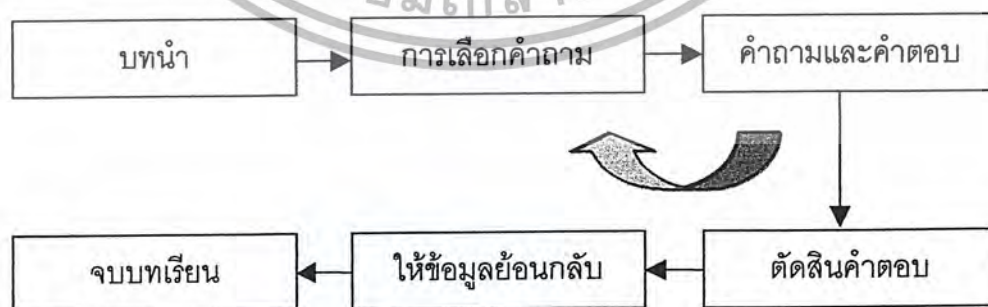 บทนำ
การเลือกคำถาม
คำถามและคำตอบ
ตัดสินคำตอบ
ให้ข้อมูลย้อนกลับ
จบบทเรียน